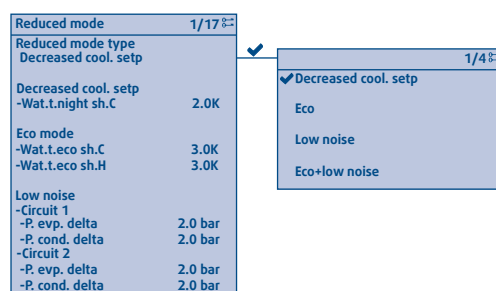 Reduced mode 1/17
Reduced mode type
Decreased cool. setp
Decreased cool. setp
-Wat.t.night sh.C 2.0K
Eco mode
-Wat.t.eco sh.C 3.0K
-Wat.t.eco sh.H 3.0K
Low noise
-Circuit 1
-P. evp. delta 2.0 bar
-P. cond. delta 2.0 bar
-Circuit 2
-P. evp. delta 2.0 bar
-P. cond. delta 2.0 bar
1/4
Decreased cool. setp
Eco
Low noise
Eco+low noise